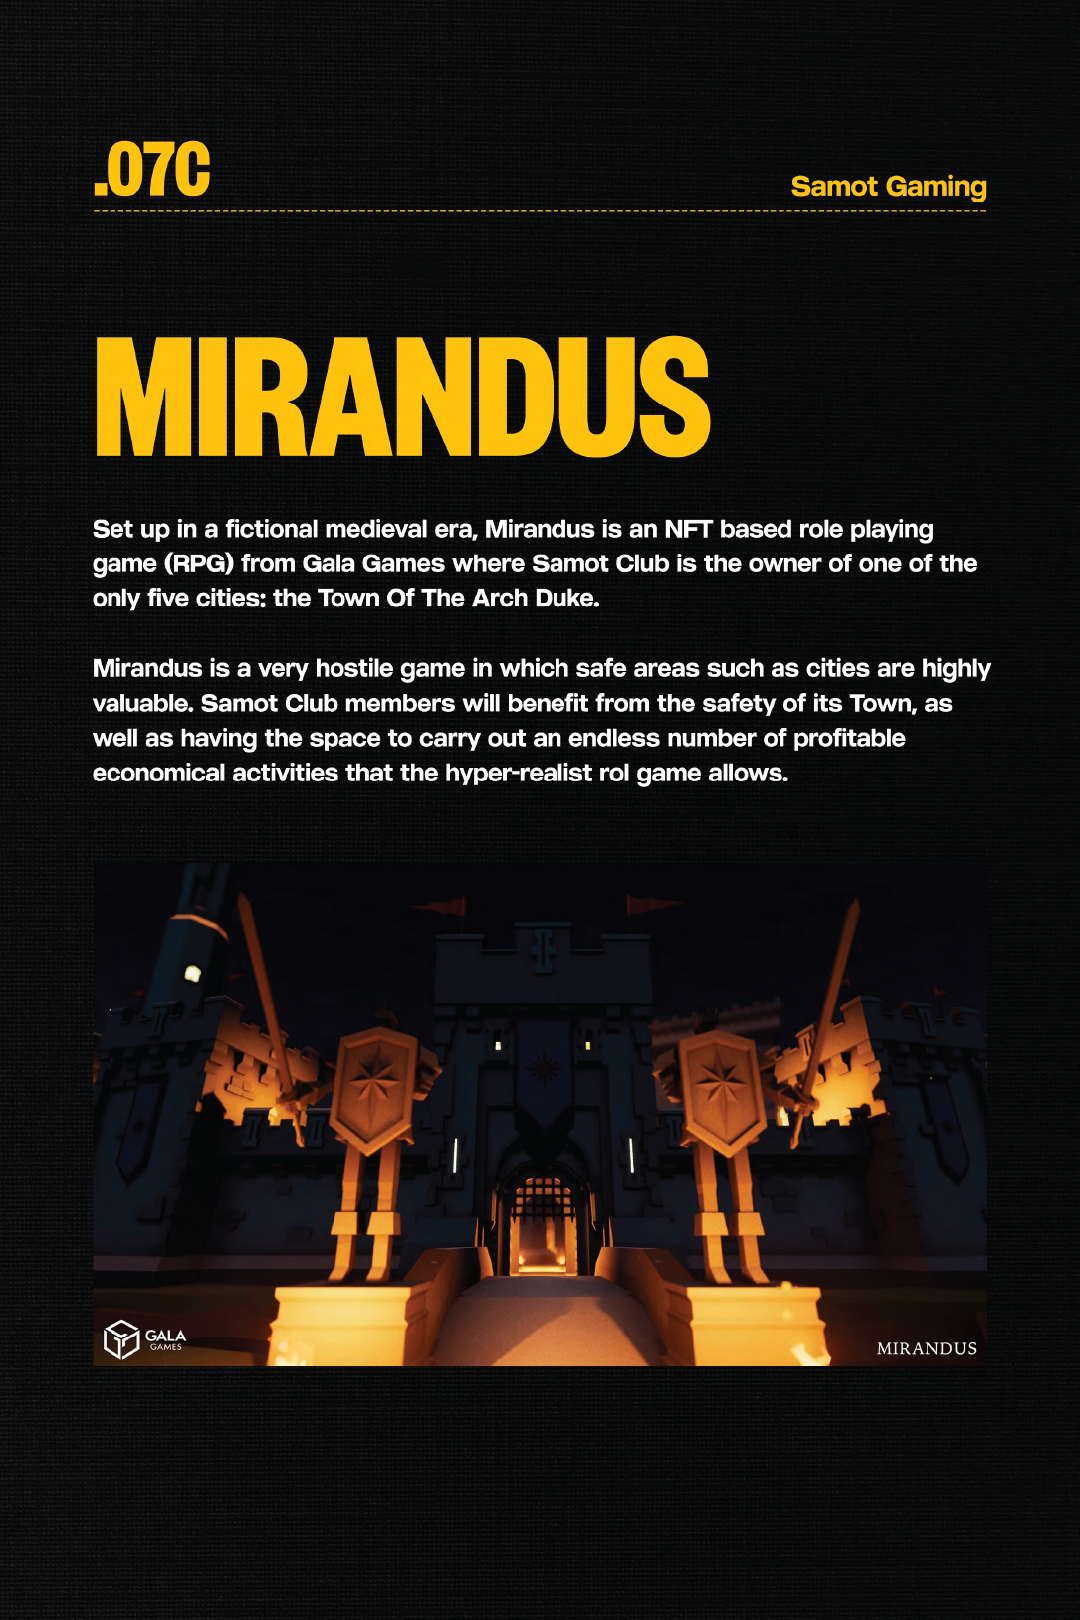 .07C
Samot Gaming
MIRANDUS
Set up in a fictional medieval era, Mirandus is an NFT based role playing
game (RPG) from Gala Games where Samot Club is the owner of one of the
only five cities: the Town Of The Arch Duke.
Mirandus is a very hostile game in which safe areas such as cities are highly
valuable. Samot Club members will benefit from the safety of its Town, as
well as having the space to carry out an endless number of profitable
economical activities that the hyper-realist rol game allows.
GALA
GAMES
MIRANDUS